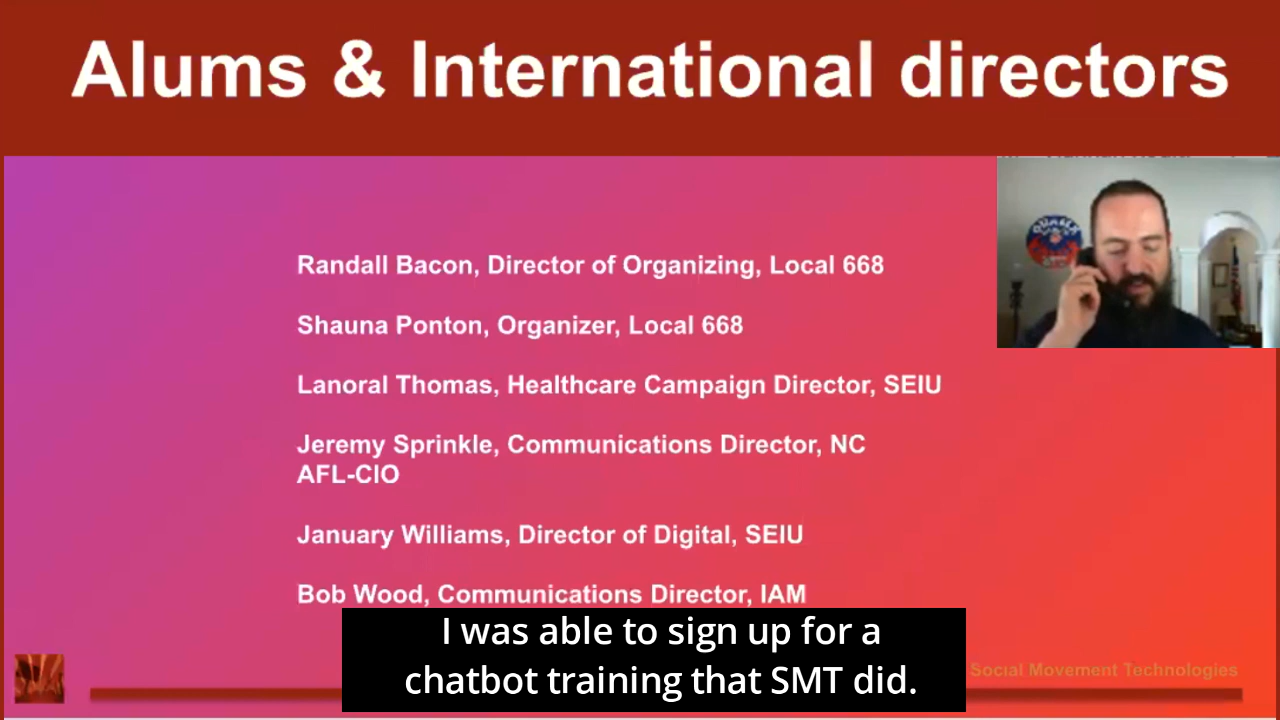 Alums & International directors
Randall Bacon, Director of Organizing, Local 668
Shauna Ponton, Organizer, Local 668
Lanoral Thomas, Healthcare Campaign Director, SEIU
Jeremy Sprinkle, Communications Director, NC
AFL-CIO
January Williams, Director of Digital, SEIU
Bob Wood, Communications Director, IAM
I was able to sign up for a
chatbot training that SMT did.
Social Movement Technologies